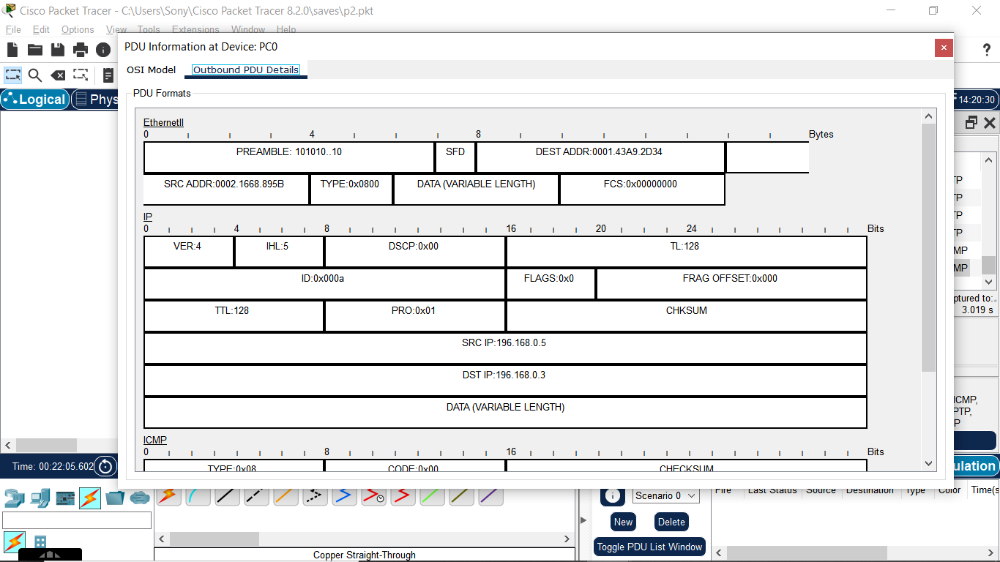 Cisco Packet Tracer - C:\Users\Sony\Cisco Packet Tracer 8.2.0\saves\p2.pkt
File Edit Options View Tools Extensions Window Help
PDU Information at Device: PC0
OSI Model Outbound PDU Details
Logical Phys
14:20:30
PDU Formats
EthernetII
0 4 8 Bytes
PREAMBLE: 101010..10 SFD DEST ADDR:0001.43A9.2D34
SRC ADDR:0002.1668.895B TYPE:0x0800 DATA (VARIABLE LENGTH) FCS:0x00000000
IP
0 4 8 16 20 24 Bits
VER:4 IHL:5 DSCP:0x00 TL:128
ID:0x000a FLAGS:0x0 FRAG OFFSET:0x000
TTL:128 PRO:0x01 CHKSUM
SRC IP:196.168.0.5
DST IP:196.168.0.3
DATA (VARIABLE LENGTH)
ICMP
0 8 16 Bits
TYPE:0x08 CODE:0x00 CHECKSUM
TP
TP
TP
TP
MP
MP
ptured to:
3.019 s
ICMP,
PTP,
P
Time: 00:22:05.602
ulation
Scenario 0
Fire Last Status Source Destination Type Color Time(s
New Delete
Toggle PDU List Window
Copper Straight-Through